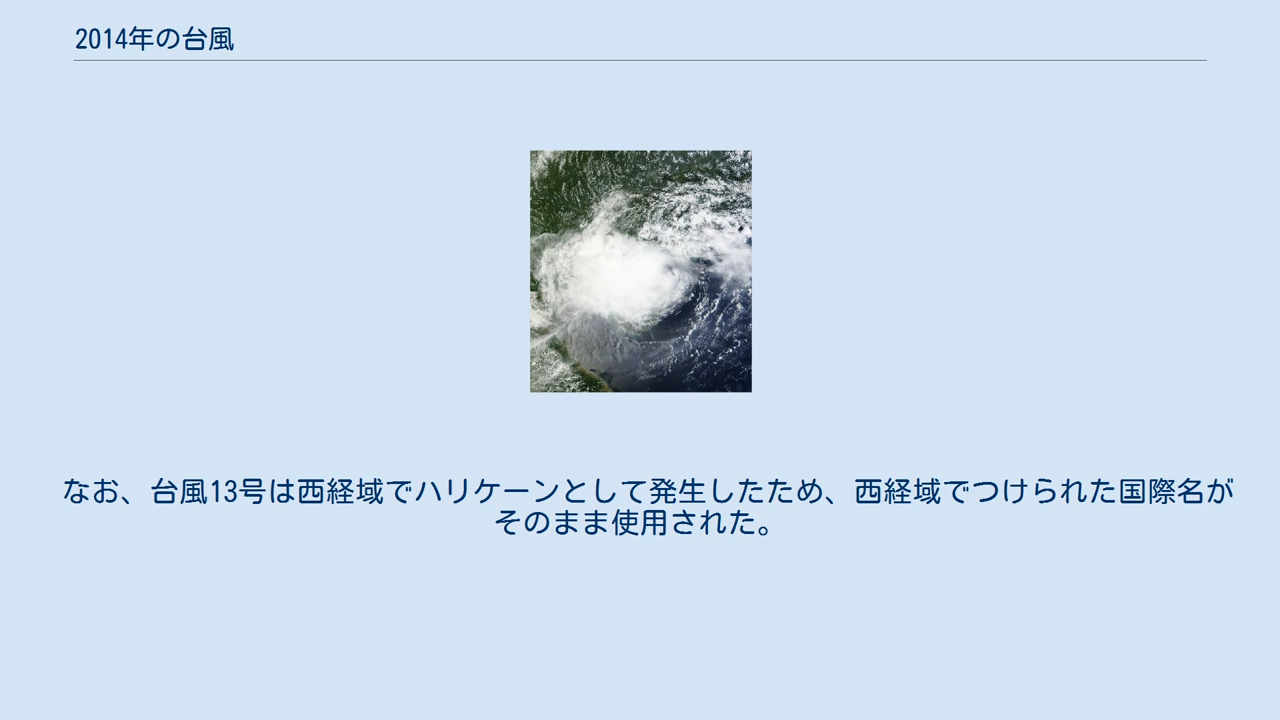 2014年の台風
なお、台風13号は西経域でハリケーンとして発生したため、西経域でつけられた国際名が
そのまま使用された。